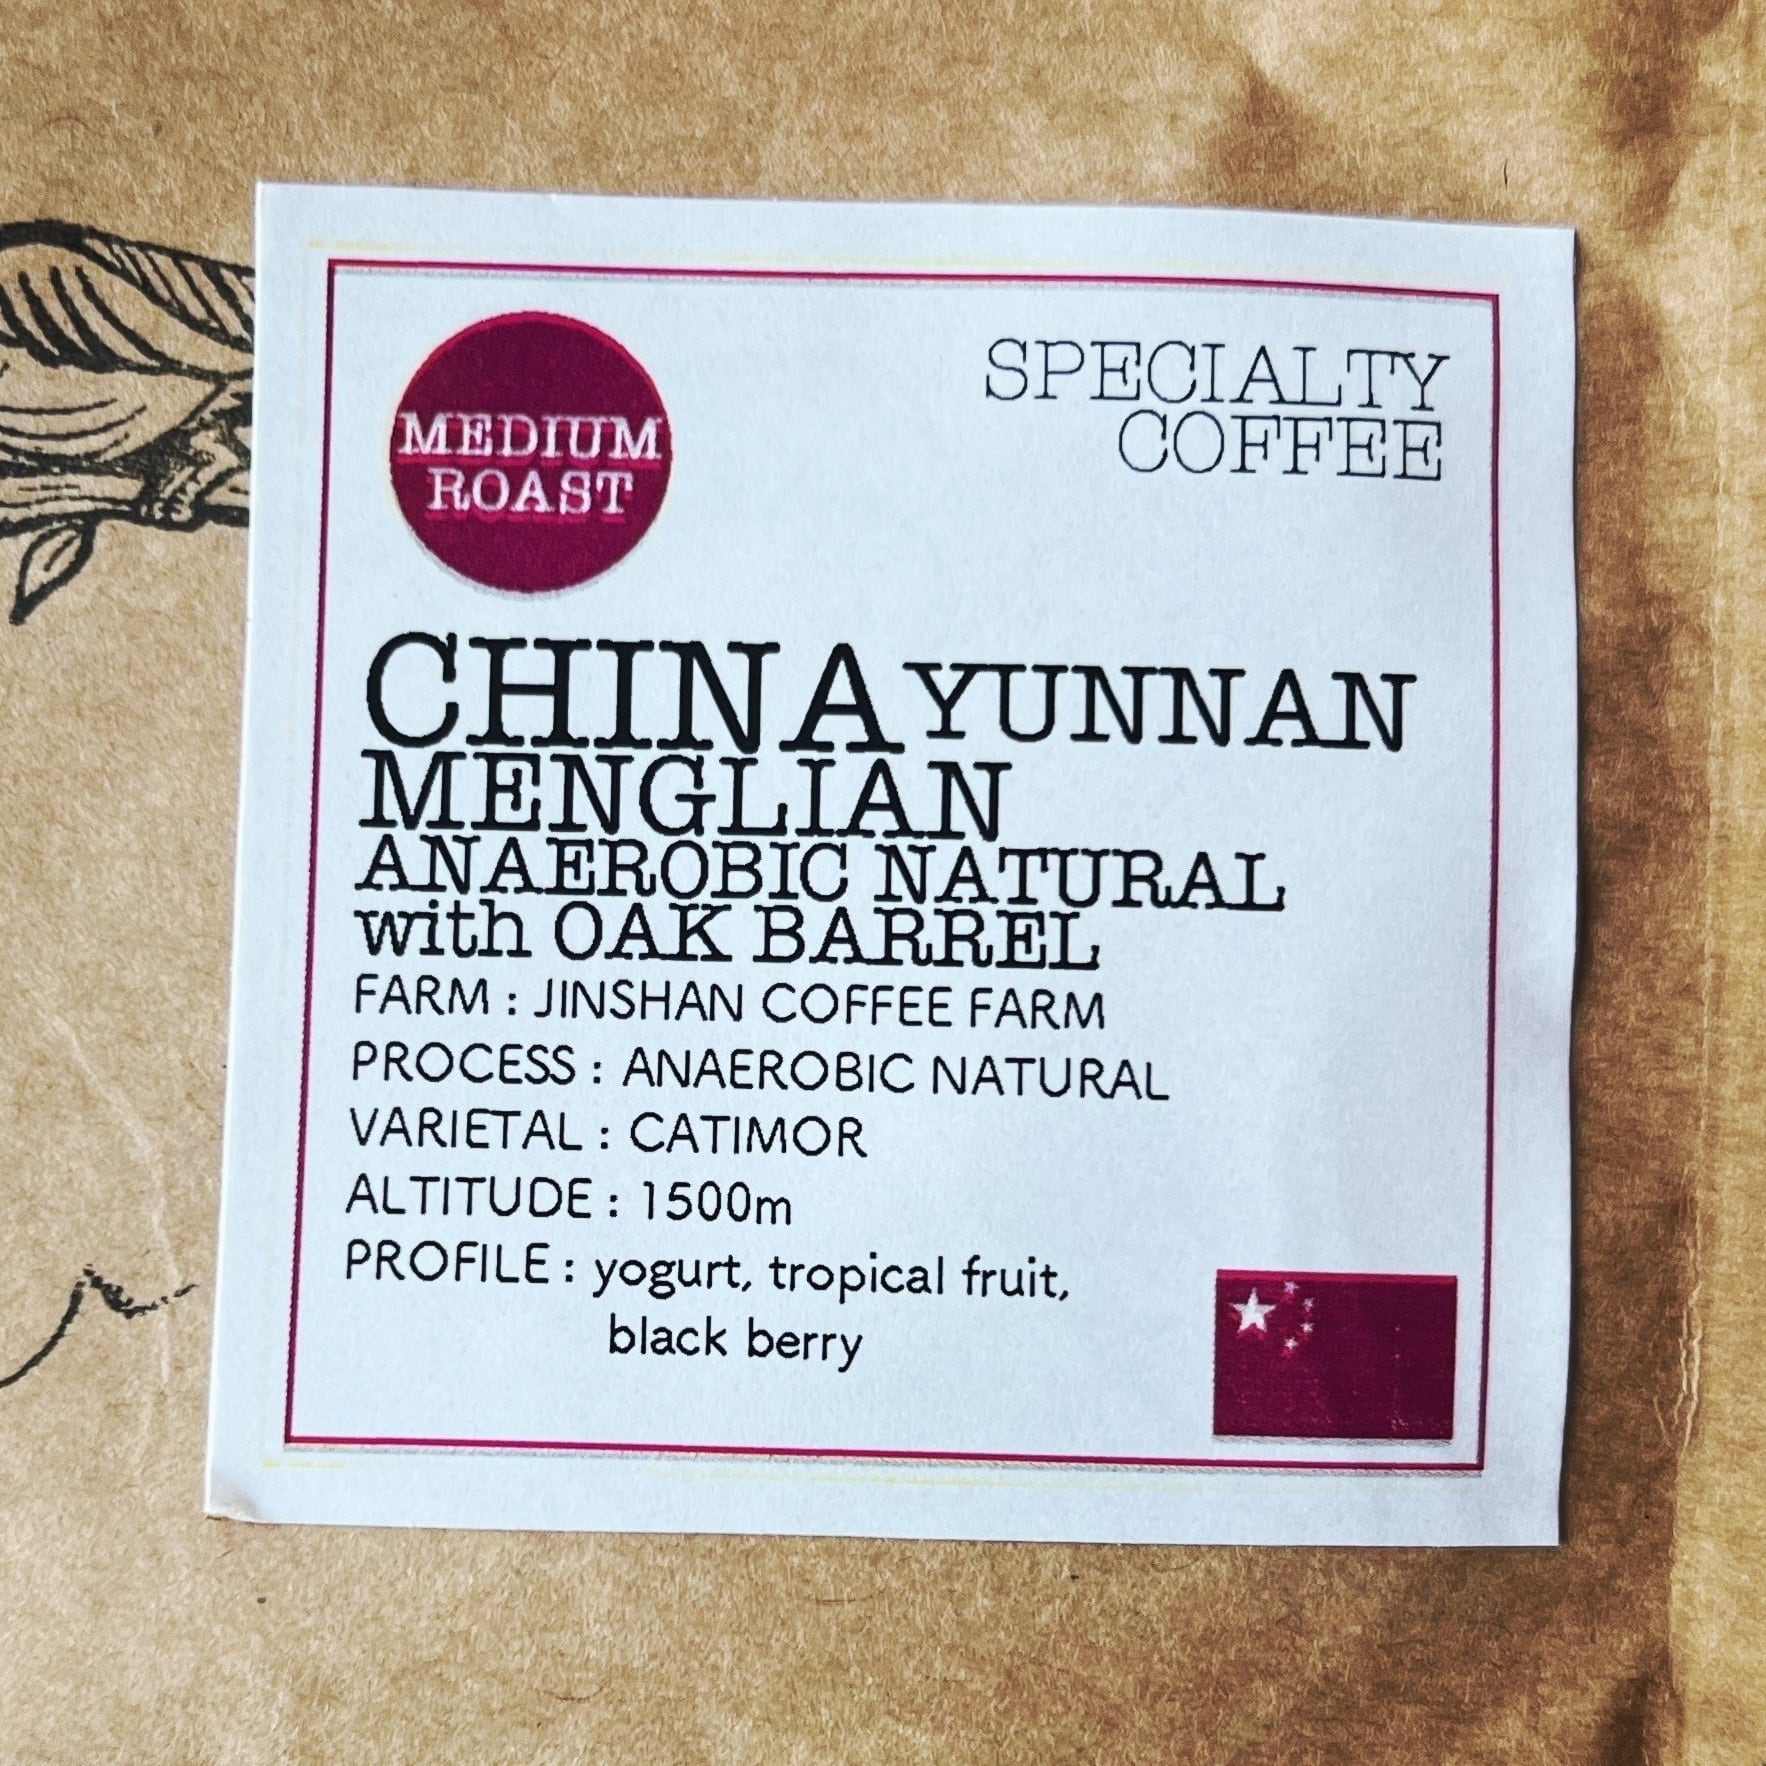 MEDIUM
ROAST
SPECIALTY
COFFEE
CHINA YUNNAN
MENGLIAN
ANAEROBIC NATURAL
with OAK BARREL
FARM : JINSHAN COFFEE FARM
PROCESS : ANAEROBIC NATURAL
VARIETAL : CATIMOR
ALTITUDE : 1500m
PROFILE : yogurt, tropical fruit,
black berry